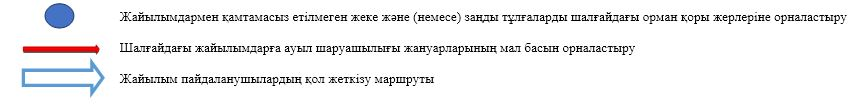 Жайылымдармен қамтамасыз етілмеген жеке және (немесе) заңды тұлғаларды шалғайдағы орман қоры жерлеріне орналастыру
Шалғайдағы жайылымдарға ауыл шаруашылығы жануарларының мал басын орналастыру
Жайылым пайдаланушылардың қол жеткізу маршруты